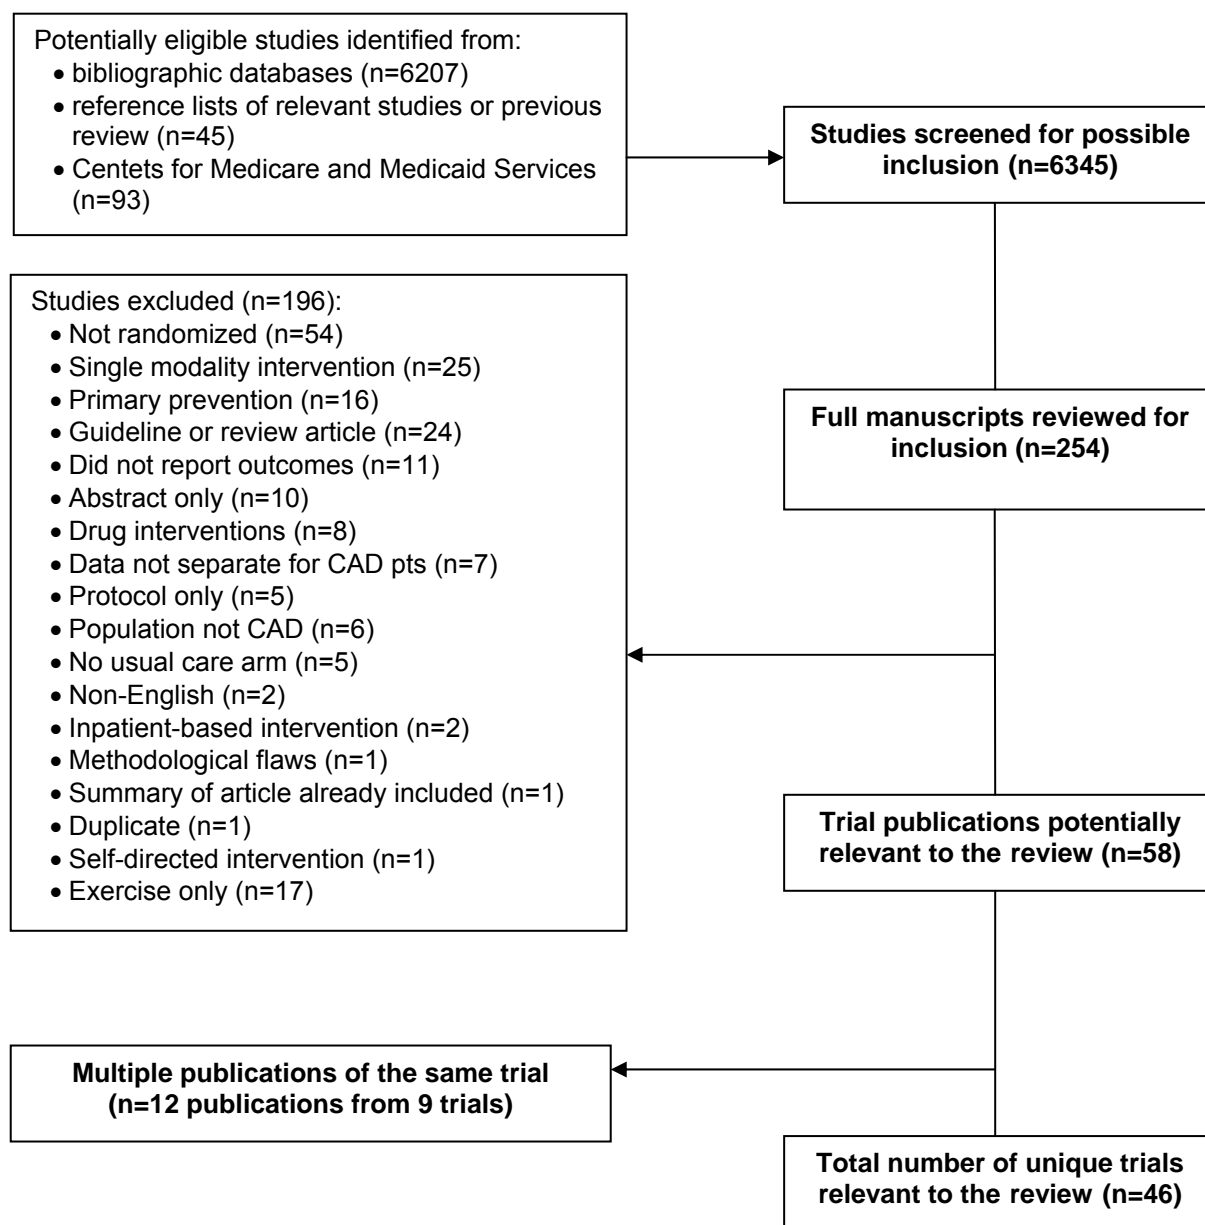 Potentially eligible studies identified from:
• bibliographic databases (n=6207)
• reference lists of relevant studies or previous
review (n=45)
• Centets for Medicare and Medicaid Services
(n=93)
Studies screened for possible
inclusion (n=6345)
Studies excluded (n=196):
• Not randomized (n=54)
• Single modality intervention (n=25)
• Primary prevention (n=16)
• Guideline or review article (n=24)
• Did not report outcomes (n=11)
• Abstract only (n=10)
• Drug interventions (n=8)
• Data not separate for CAD pts (n=7)
• Protocol only (n=5)
• Population not CAD (n=6)
• No usual care arm (n=5)
• Non-English (n=2)
• Inpatient-based intervention (n=2)
• Methodological flaws (n=1)
• Summary of article already included (n=1)
• Duplicate (n=1)
• Self-directed intervention (n=1)
• Exercise only (n=17)
Full manuscripts reviewed for
inclusion (n=254)
Trial publications potentially
relevant to the review (n=58)
Multiple publications of the same trial
(n=12 publications from 9 trials)
Total number of unique trials
relevant to the review (n=46)